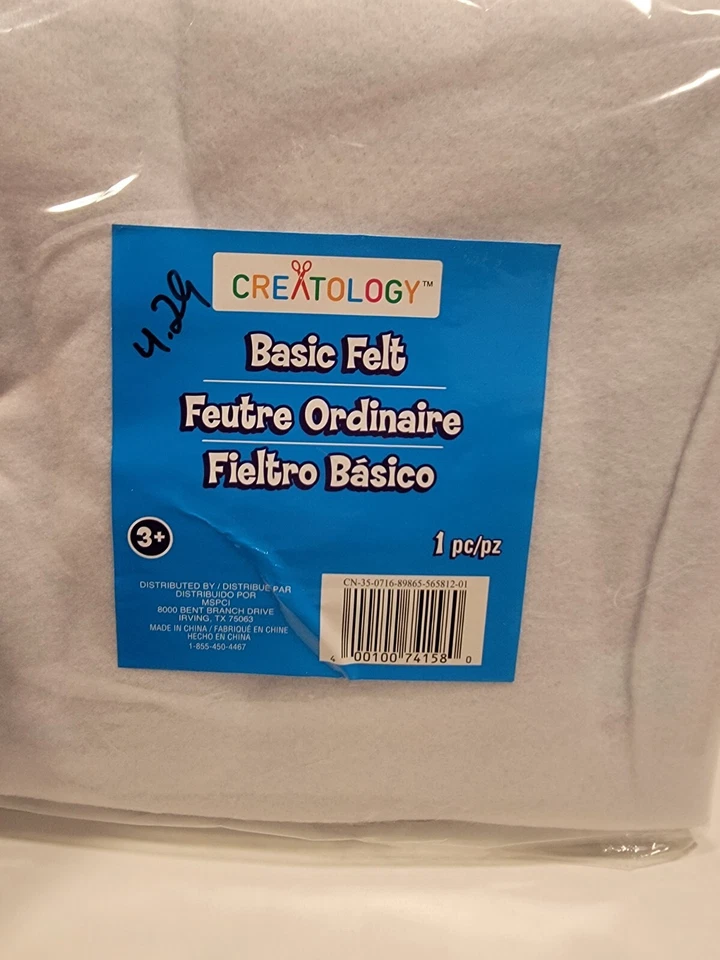 CREATOLOGY™
4.29
Basic Felt
Feutre Ordinaire
Fieltro Básico
3+
1 pc/pz
DISTRIBUTED BY / DISTRIBUÉ PAR
DISTRIBUIDO POR
MSPCI
8000 BENT BRANCH DRIVE
IRVING, TX 75063
MADE IN CHINA / FABRIQUÉ EN CHINE
HECHO EN CHINA
1-855-450-4467
CN-35-0716-89865-565812-01
4 00100 74158 0